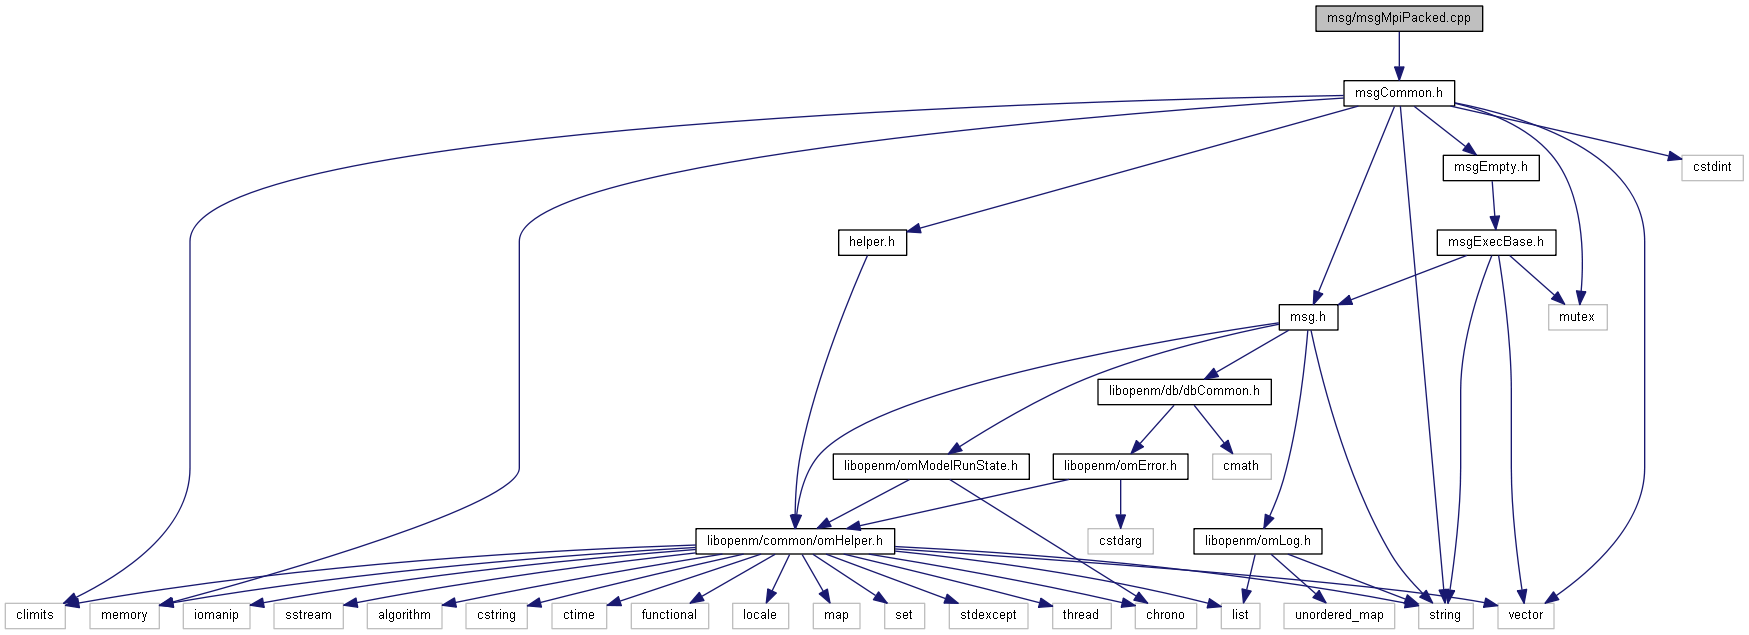 msg/msgMpiPacked.cpp
msgCommon.h
msgEmpty.h
cstdint
helper.h
msgExecBase.h
msg.h
mutex
libopenm/db/dbCommon.h
libopenm/omModelRunState.h
libopenm/omError.h
cmath
libopenm/common/omHelper.h
cstdarg
libopenm/omLog.h
climits
memory
iomanip
sstream
algorithm
cstring
ctime
functional
locale
map
set
stdexcept
thread
chrono
list
unordered_map
string
vector